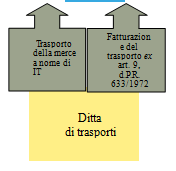 Trasporto
della merce
a nome di
IT
Fatturazion
e del
trasporto ex
art. 9,
d.P.R.
633/1972
Ditta
di trasporti